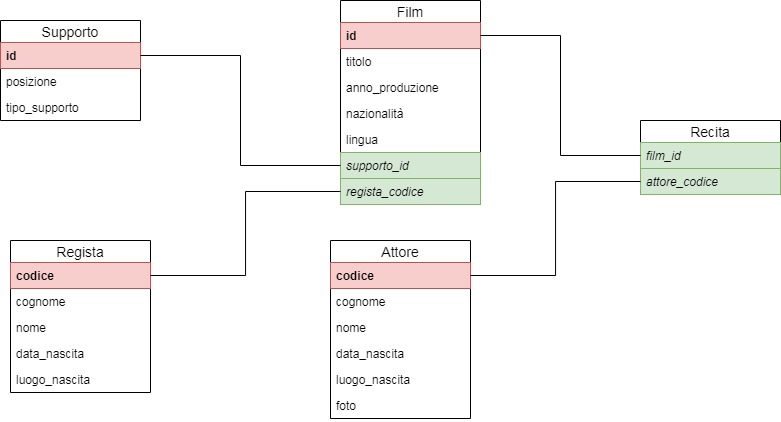 Supporto
id
posizione
tipo_supporto
Film
id
titolo
anno_produzione
nazionalità
lingua
supporto_id
regista_codice
Recita
film_id
attore_codice
Regista
codice
cognome
nome
data_nascita
luogo_nascita
Attore
codice
cognome
nome
data_nascita
luogo_nascita
foto